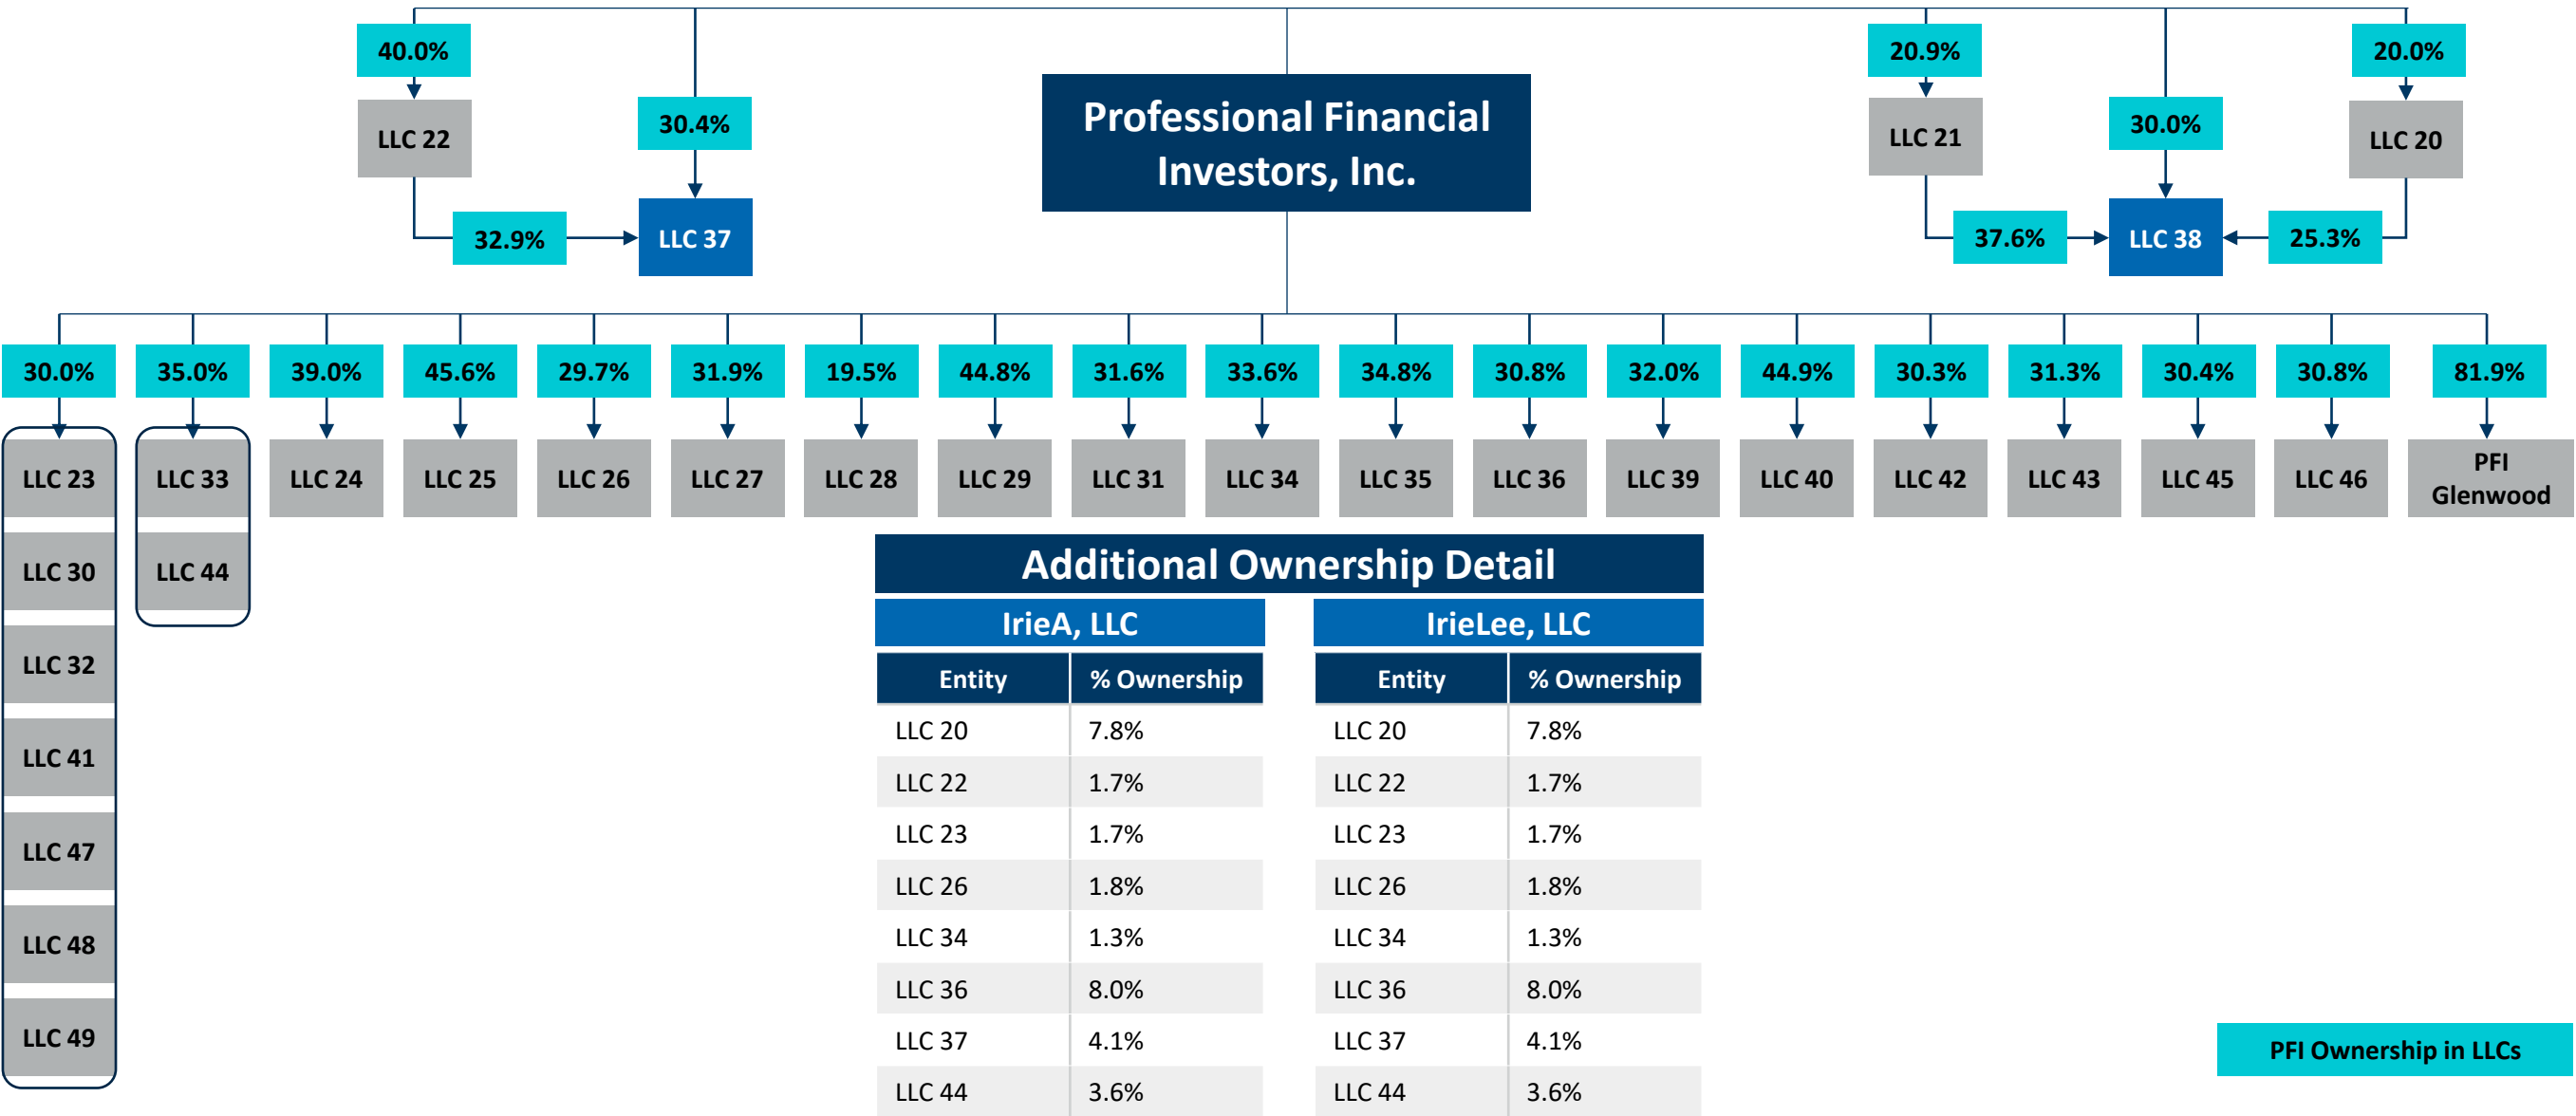 40.0%
20.9%
20.0%
30.4%
30.0%
LLC 22
Professional Financial
Investors, Inc.
LLC 21
LLC 20
32.9%
LLC 37
37.6%
LLC 38
25.3%
30.0%
35.0%
39.0%
45.6%
29.7%
31.9%
19.5%
44.8%
31.6%
33.6%
34.8%
30.8%
32.0%
44.9%
30.3%
31.3%
30.4%
30.8%
81.9%
LLC 23
LLC 33
LLC 24
LLC 25
LLC 26
LLC 27
LLC 28
LLC 29
LLC 31
LLC 34
LLC 35
LLC 36
LLC 39
LLC 40
LLC 42
LLC 43
LLC 45
LLC 46
PFI
Glenwood
LLC 30
LLC 44
LLC 32
LLC 41
LLC 47
LLC 48
LLC 49
Additional Ownership Detail
IrieA, LLC
Entity % Ownership
LLC 20 7.8%
LLC 22 1.7%
LLC 23 1.7%
LLC 26 1.8%
LLC 34 1.3%
LLC 36 8.0%
LLC 37 4.1%
LLC 44 3.6%
IrieLee, LLC
Entity % Ownership
LLC 20 7.8%
LLC 22 1.7%
LLC 23 1.7%
LLC 26 1.8%
LLC 34 1.3%
LLC 36 8.0%
LLC 37 4.1%
LLC 44 3.6%
PFI Ownership in LLCs